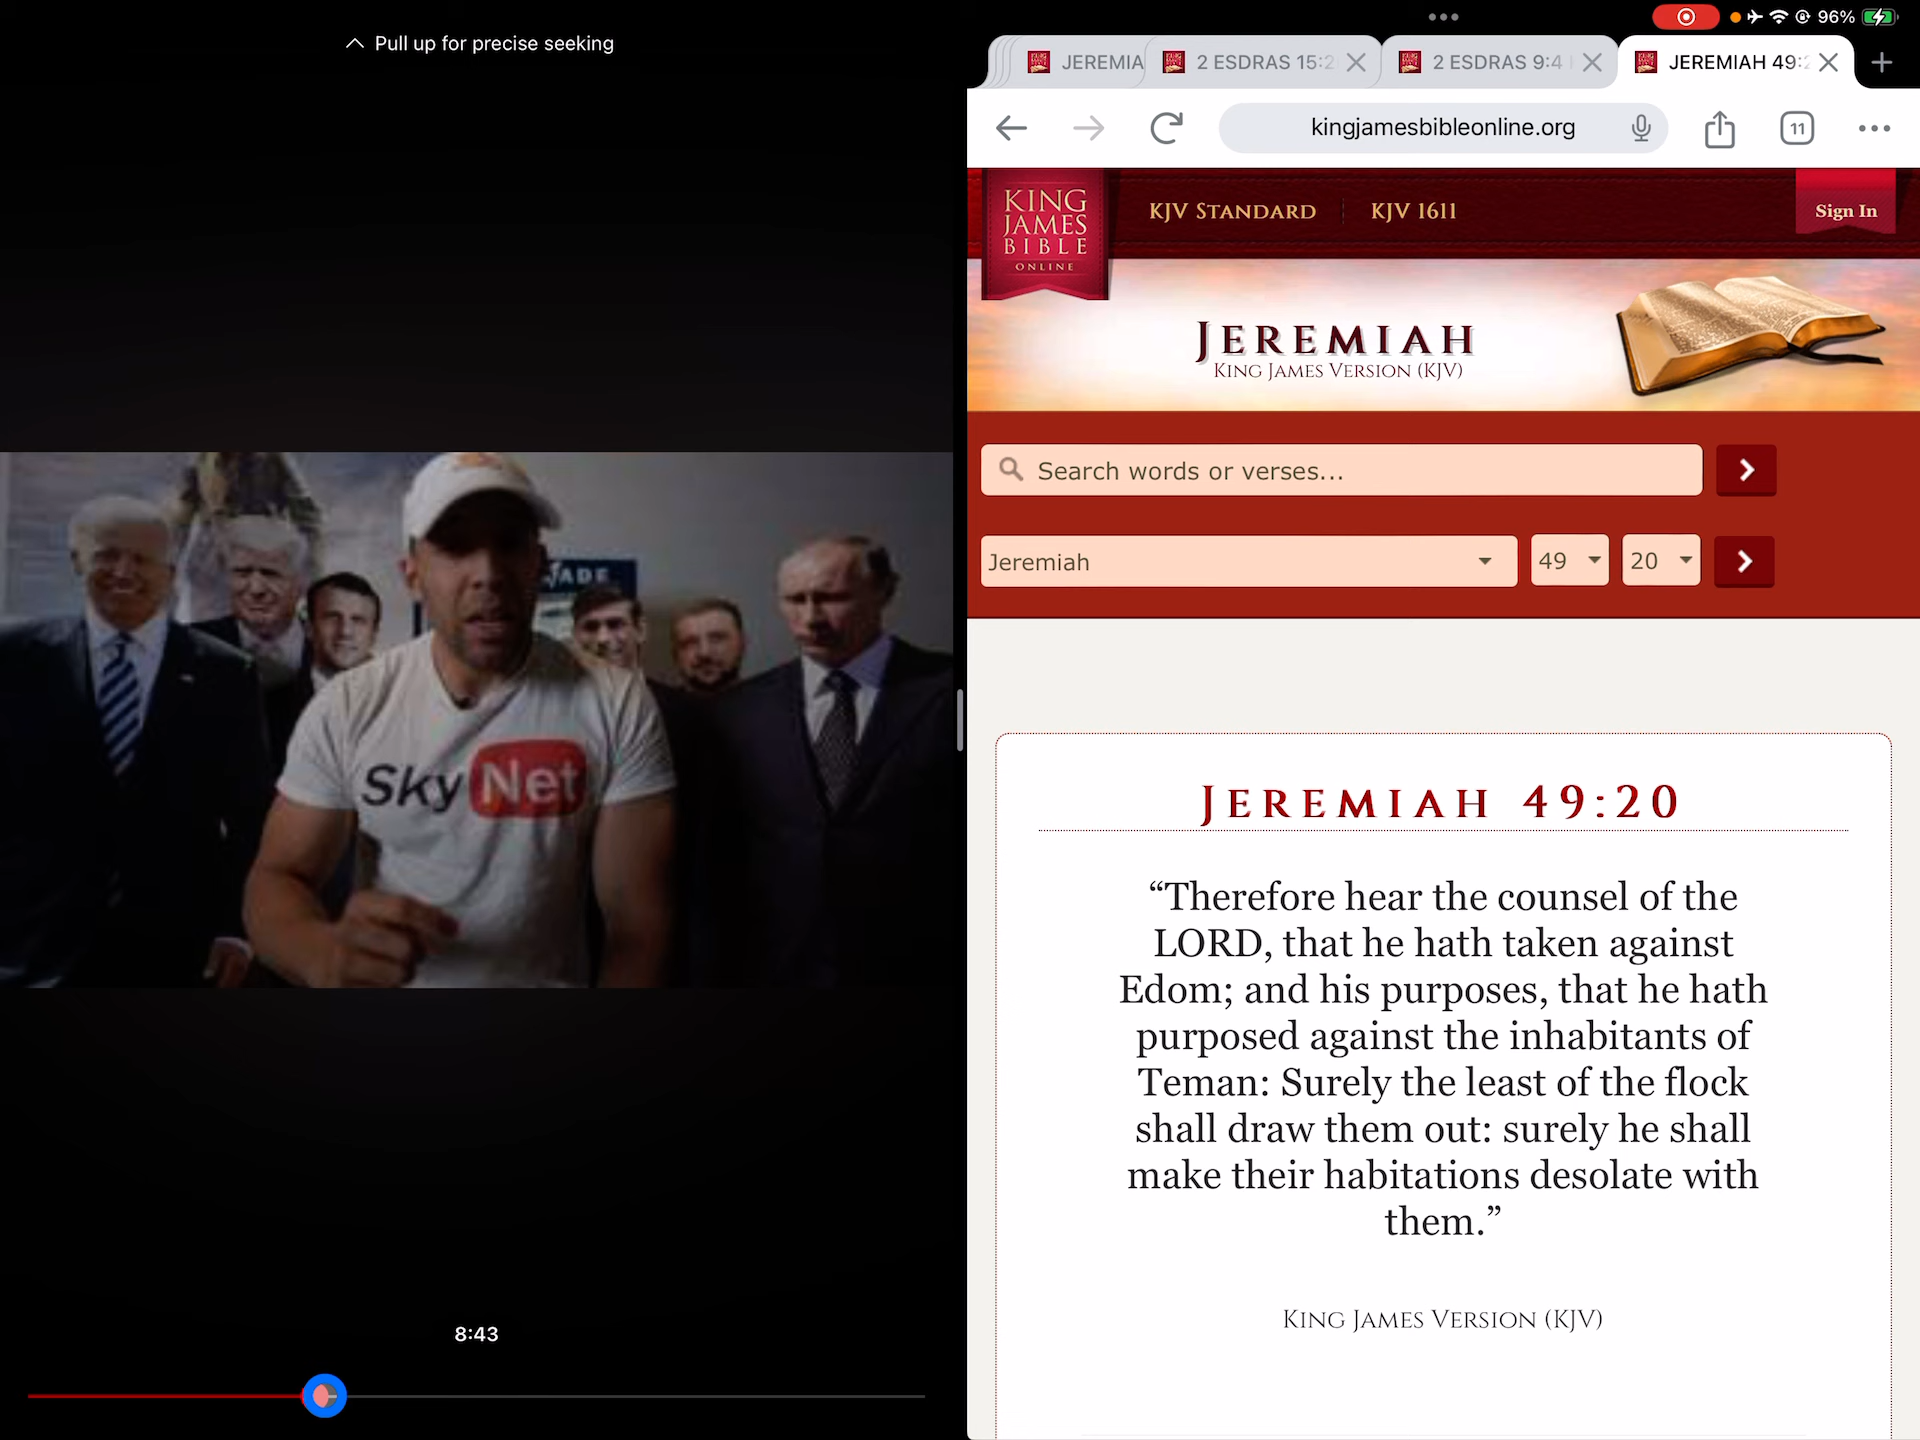 Pull up for precise seeking
96%
JEREMIA
2 ESDRAS 15:2
2 ESDRAS 9:4
JEREMIAH 49:2
kingjamesbibleonline.org
11
KING
JAMES
BIBLE
ONLINE
KJV STANDARD
KJV 1611
Sign In
JEREMIAH
KING JAMES VERSION (KJV)
Search words or verses...
Jeremiah
49
20
SkyNet
JEREMIAH 49:20
“Therefore hear the counsel of the
LORD, that he hath taken against
Edom; and his purposes, that he hath
purposed against the inhabitants of
Teman: Surely the least of the flock
shall draw them out: surely he shall
make their habitations desolate with
them.”
KING JAMES VERSION (KJV)
8:43